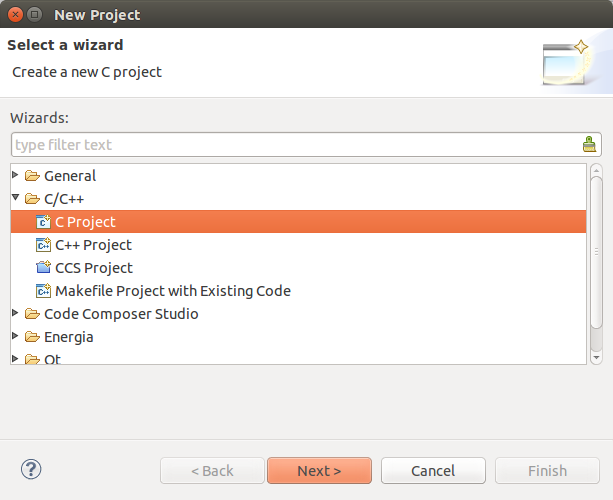 New Project
Select a wizard
Create a new C project
Wizards:
type filter text
General
C/C++
C Project
C++ Project
CCS Project
Makefile Project with Existing Code
Code Composer Studio
Energia
Qt
< Back
Next >
Cancel
Finish